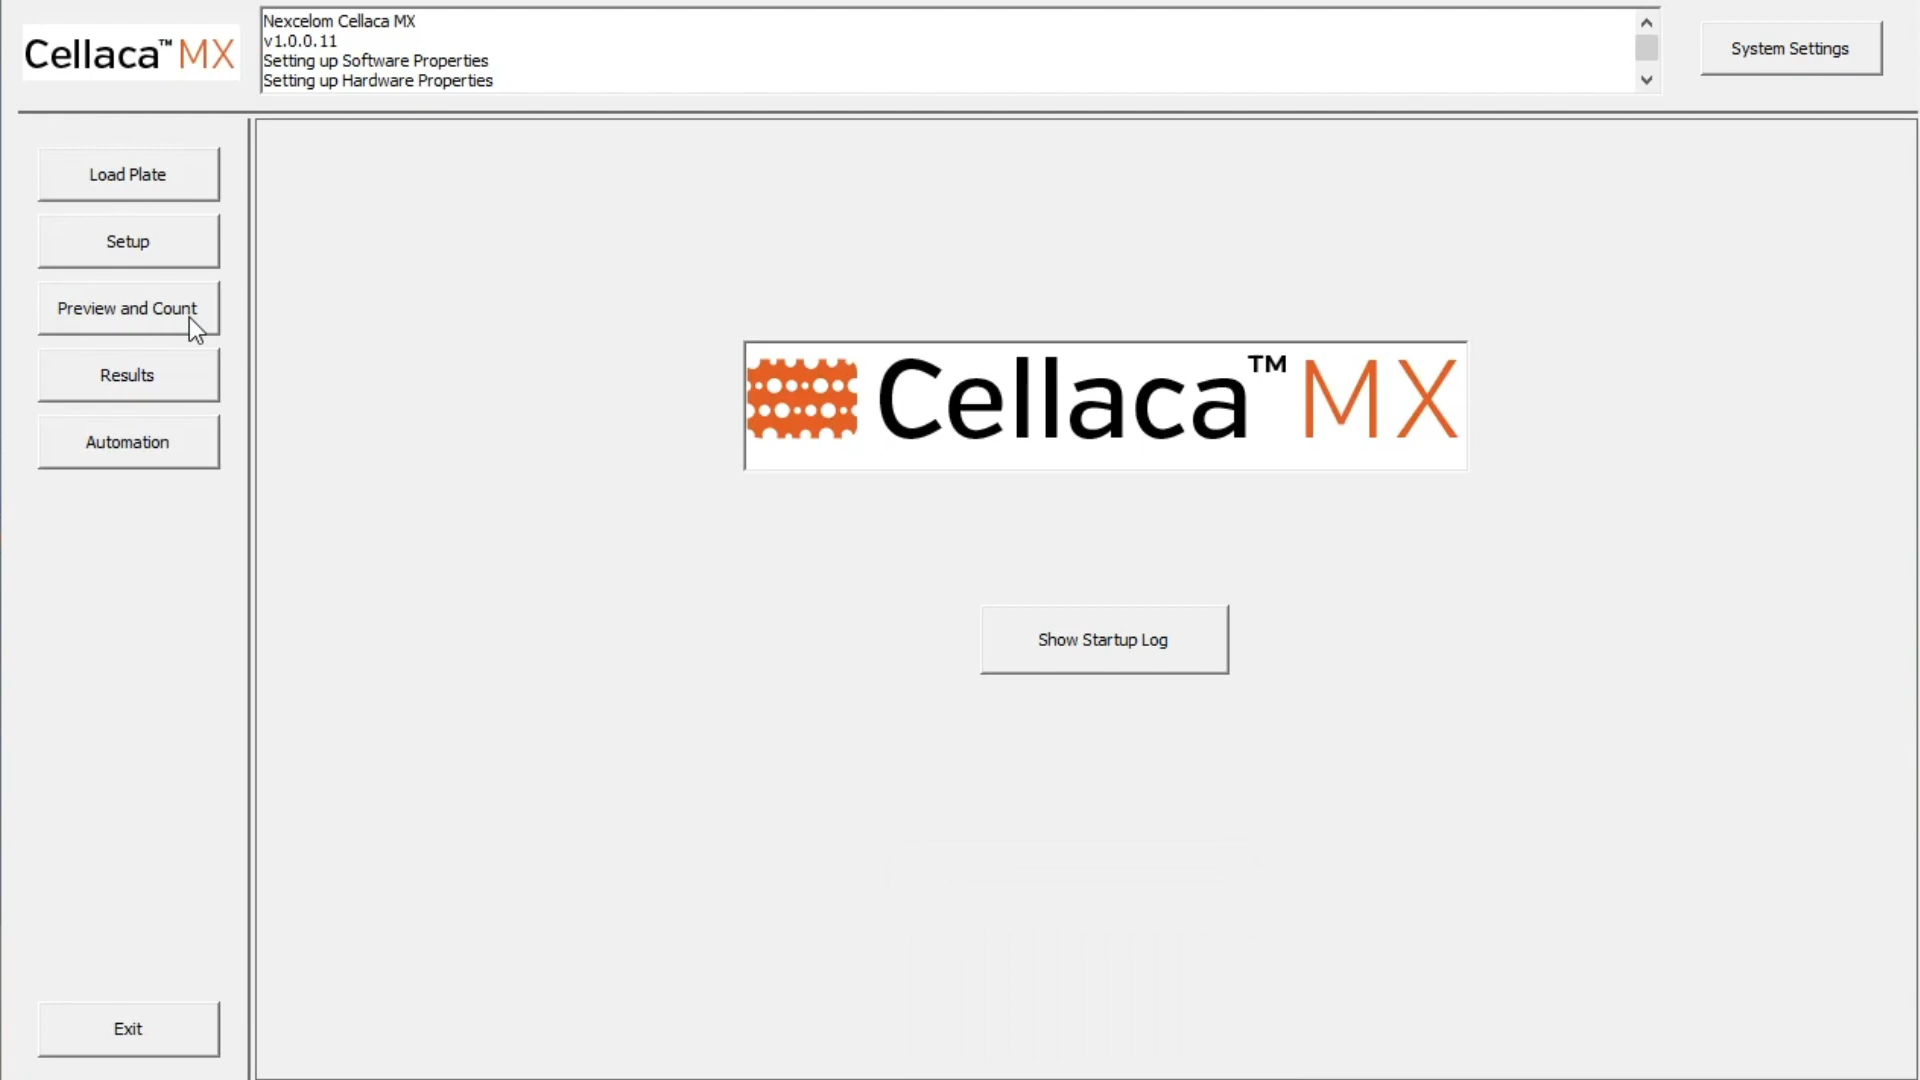 Cellaca™ MX
Nexcelom Cellaca MX
v1.0.0.11
Setting up Software Properties
Setting up Hardware Properties
System Settings
Load Plate
Setup
Preview and Count
Results
Automation
Cellaca™ MX
Show Startup Log
Exit